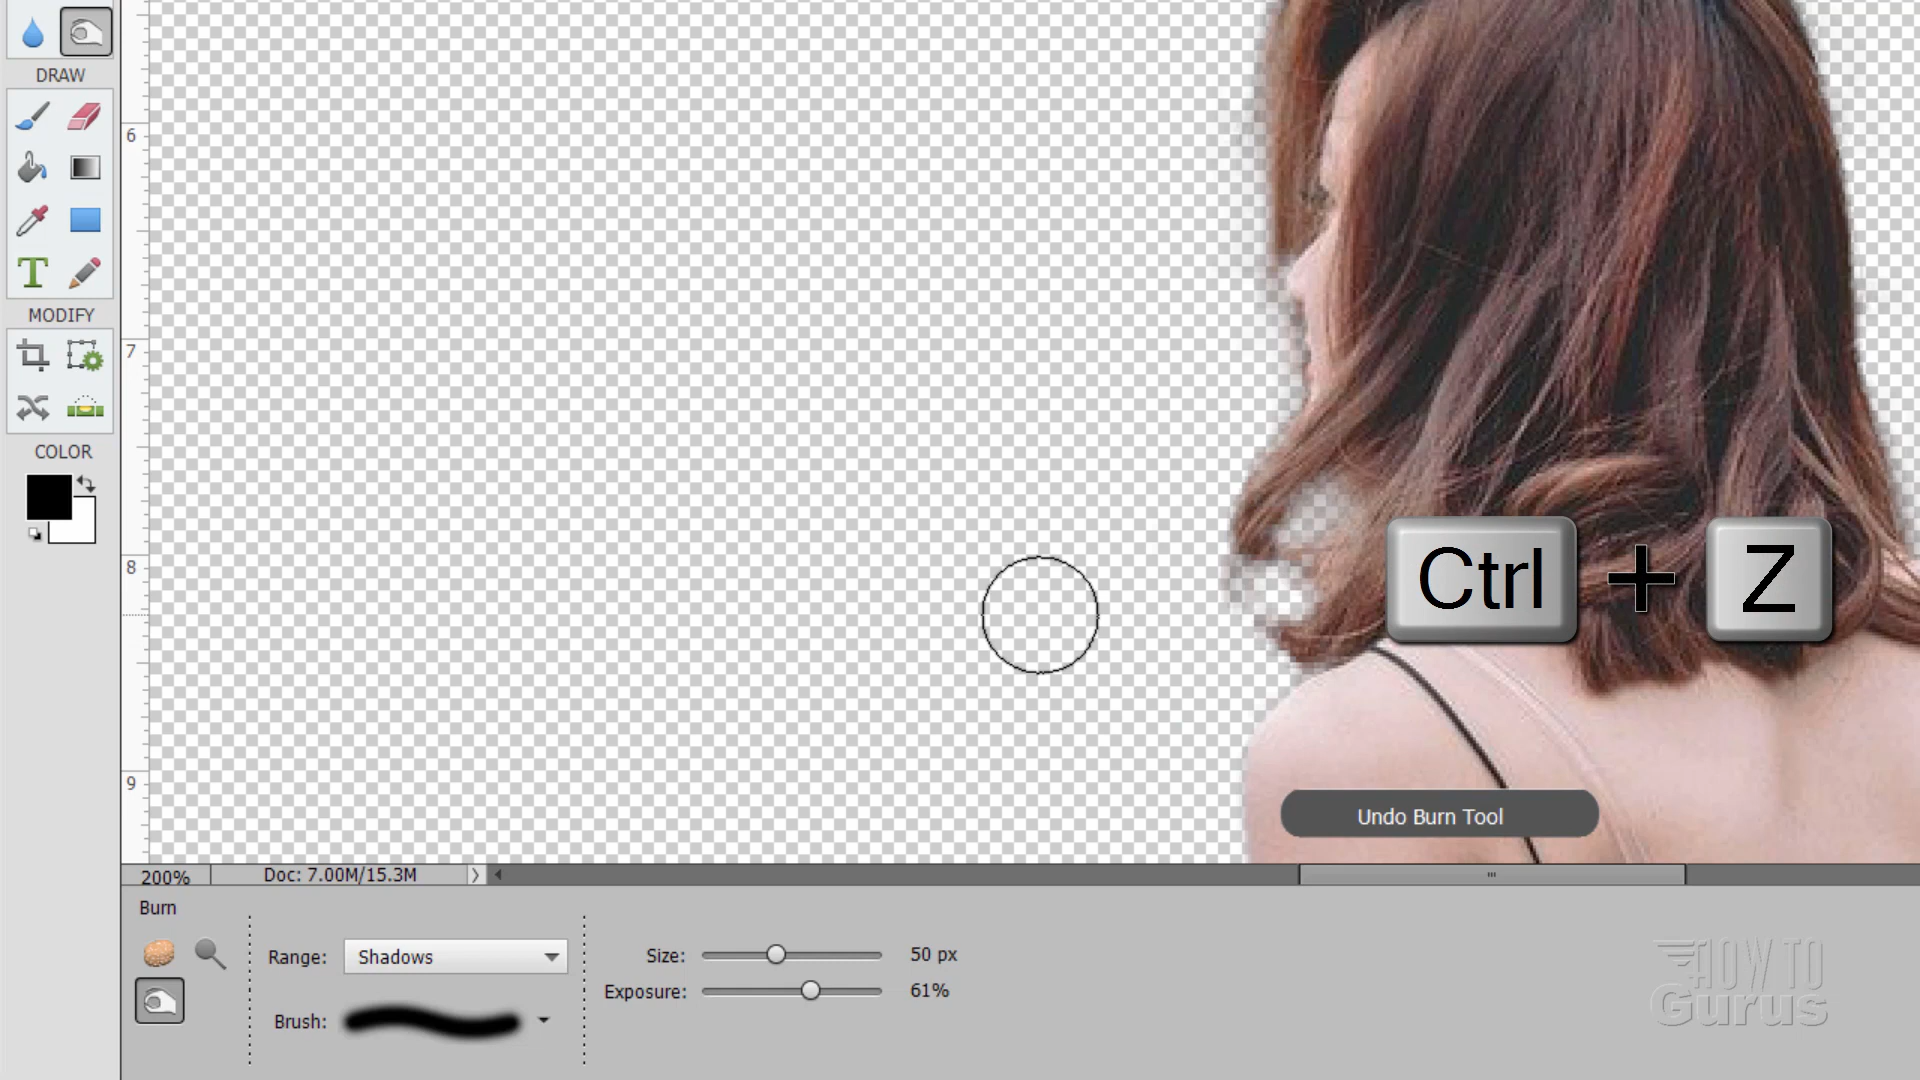 DRAW
6
T
MODIFY
7
COLOR
8
Ctrl + Z
9
Undo Burn Tool
200%
Doc: 7.00M/15.3M
Burn
Range: Shadows
Size: 50 px
Exposure: 61%
Brush:
HOW TO
Gurus